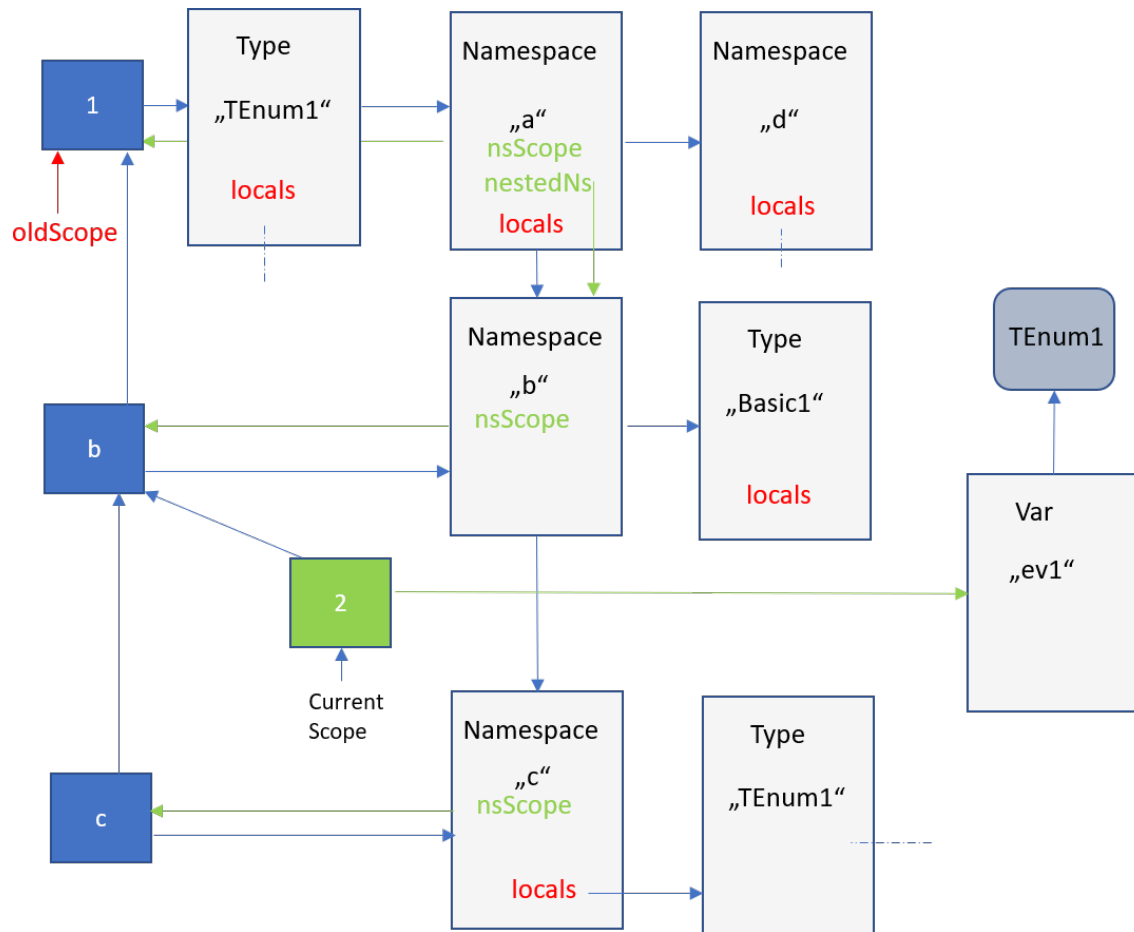 1
oldScope
Type
„TEnum1“
locals
Namespace
„a“
nsScope
nestedNs
locals
Namespace
„d“
locals
b
Namespace
„b“
nsScope
Type
„Basic1“
locals
TEnum1
Var
„ev1“
2
Current
Scope
c
Namespace
„c“
nsScope
locals
Type
„TEnum1“